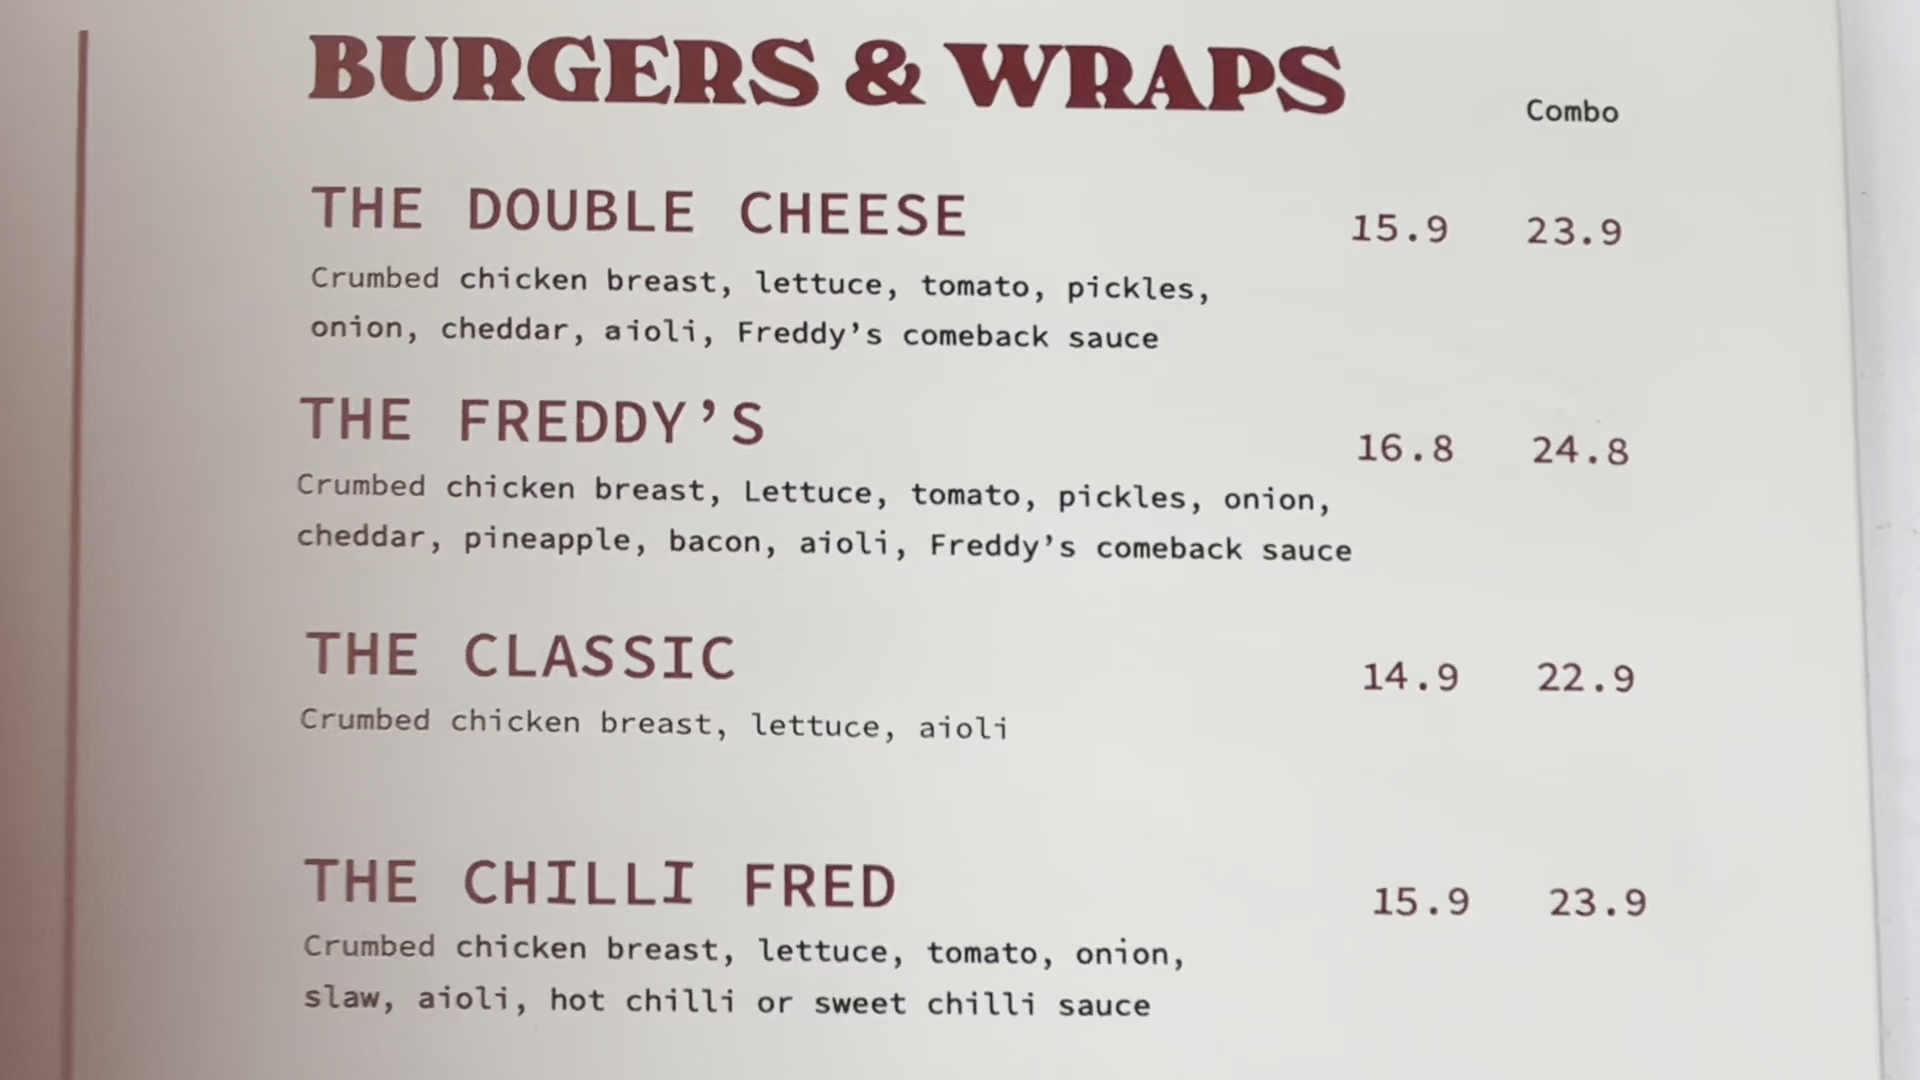 BURGERS & WRAPS
Combo
THE DOUBLE CHEESE 15.9 23.9
Crumbed chicken breast, lettuce, tomato, pickles,
onion, cheddar, aioli, Freddy’s comeback sauce
THE FREDDY’S 16.8 24.8
Crumbed chicken breast, Lettuce, tomato, pickles, onion,
cheddar, pineapple, bacon, aioli, Freddy’s comeback sauce
THE CLASSIC 14.9 22.9
Crumbed chicken breast, lettuce, aioli
THE CHILLI FRED 15.9 23.9
Crumbed chicken breast, lettuce, tomato, onion,
slaw, aioli, hot chilli or sweet chilli sauce